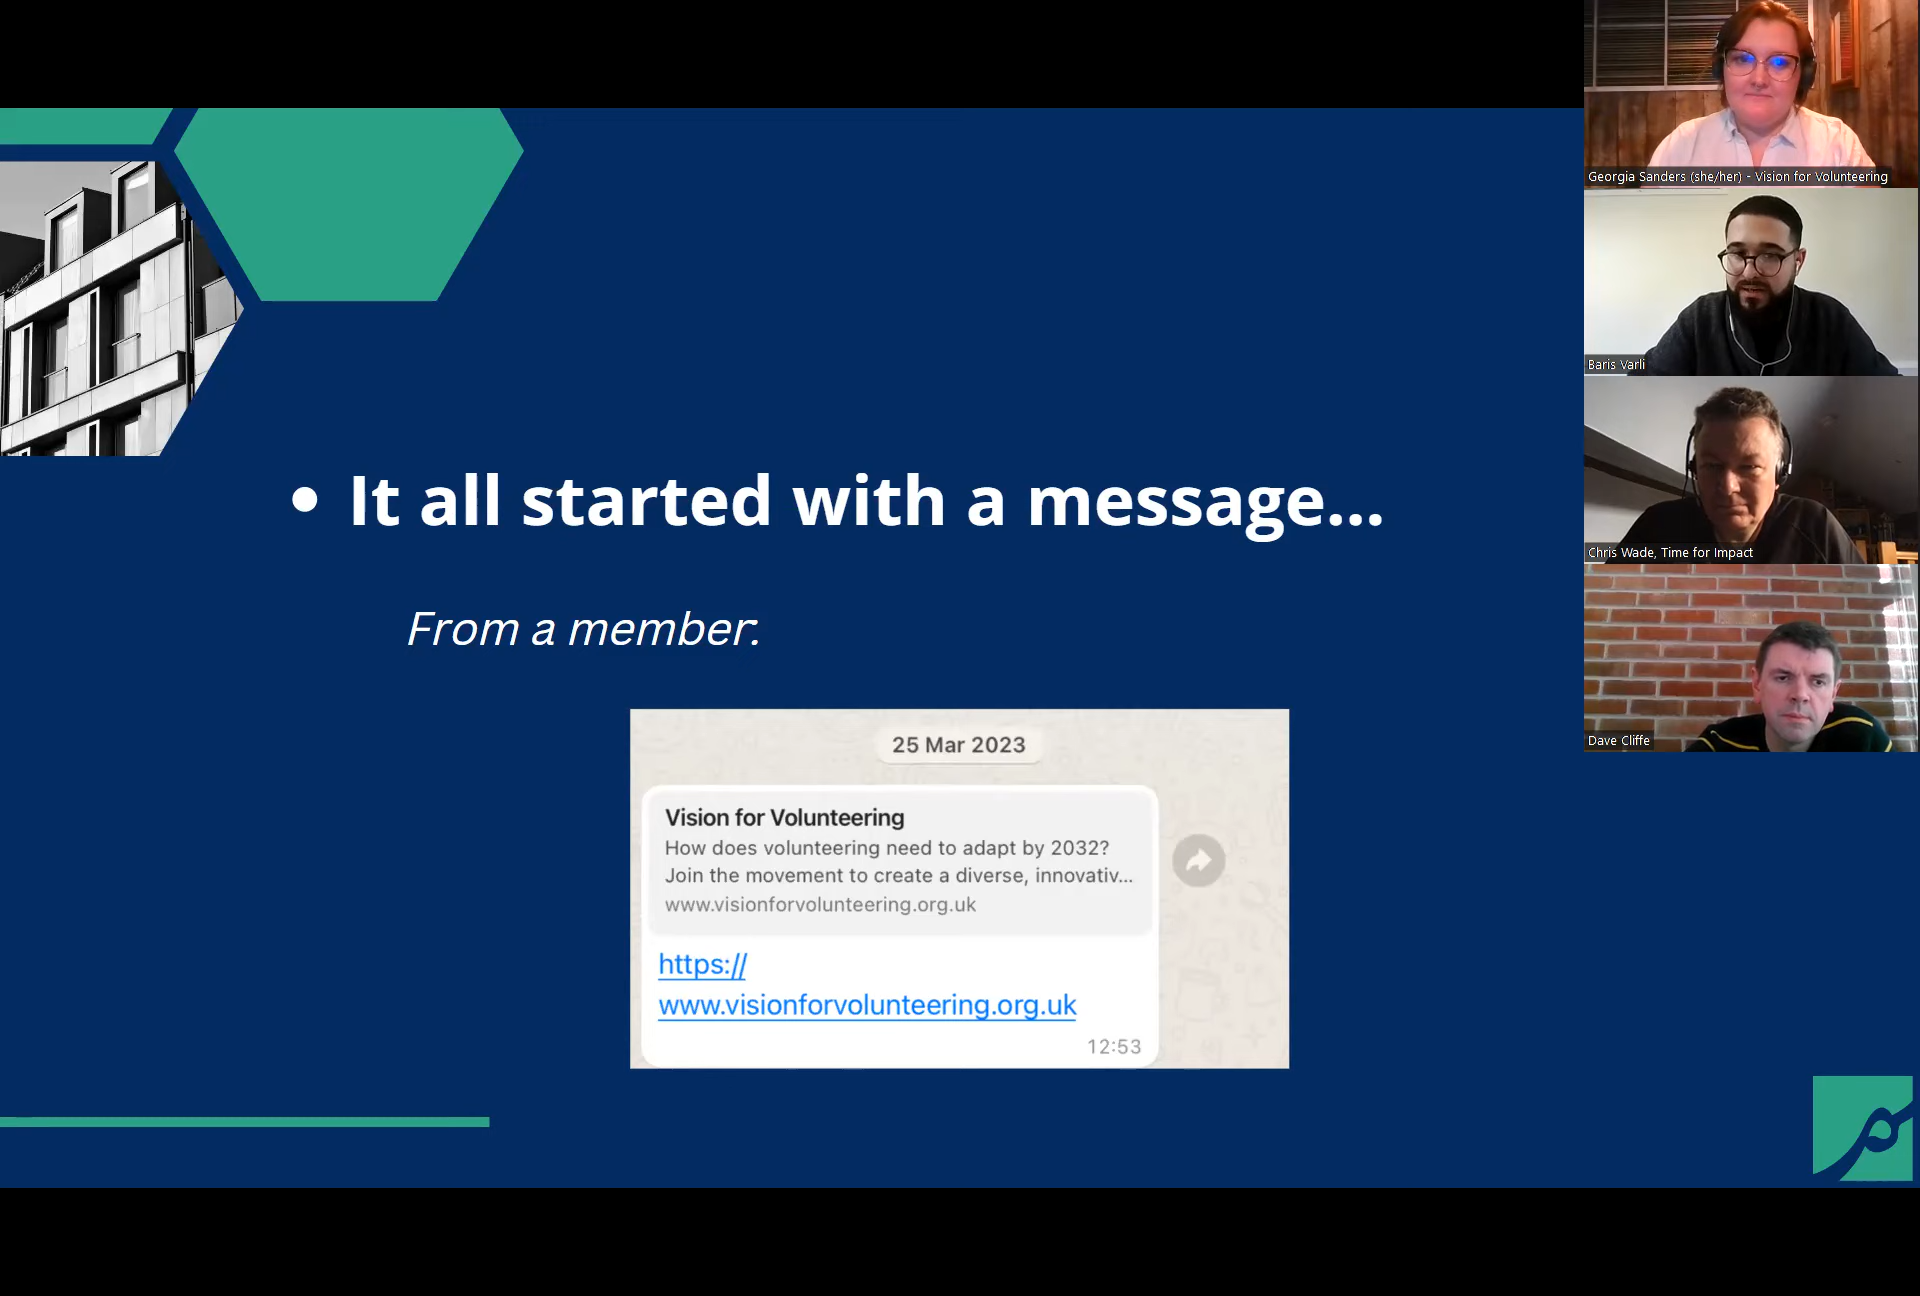 It all started with a message...
From a member:
25 Mar 2023
Vision for Volunteering
How does volunteering need to adapt by 2032?
Join the movement to create a diverse, innovativ...
www.visionforvolunteering.org.uk
https://
www.visionforvolunteering.org.uk
12:53
Georgia Sanders (she/her) - Vision for Volunteering
Baris Varli
Chris Wade, Time for Impact
Dave Cliffe